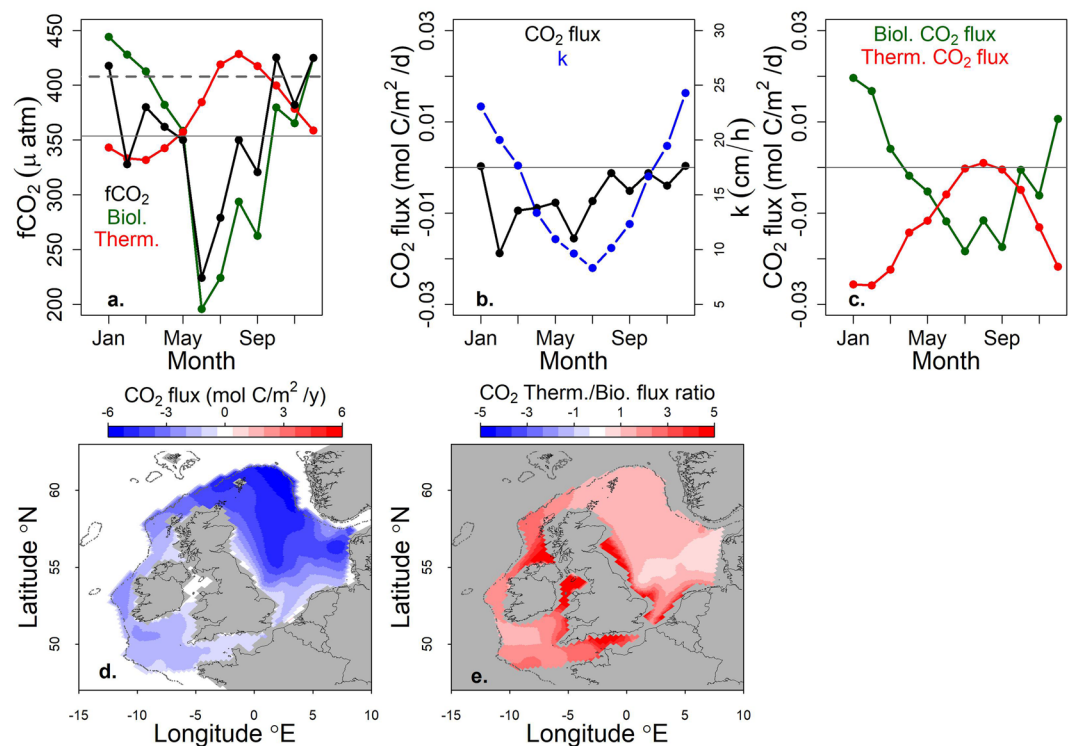 450
400
350
300
250
200
fCO₂ (μ atm)
fCO₂
Biol.
Therm.
a.
Jan May Sep
Month
0.03
0.01
-0.01
-0.03
CO₂ flux (mol C/m² /d)
CO₂ flux
k
30
25
20
15
10
5
k (cm/h)
b.
Jan May Sep
Month
0.03
0.01
-0.01
-0.03
CO₂ flux (mol C/m² /d)
Biol. CO₂ flux
Therm. CO₂ flux
c.
Jan May Sep
Month
CO₂ flux (mol C/m² /y)
-6 -3 0 3 6
60
55
50
Latitude °N
d.
-15 -10 -5 0 5 10
Longitude °E
CO₂ Therm./Bio. flux ratio
-5 -3 -1 1 3 5
60
55
50
Latitude °N
e.
-15 -10 -5 0 5 10
Longitude °E